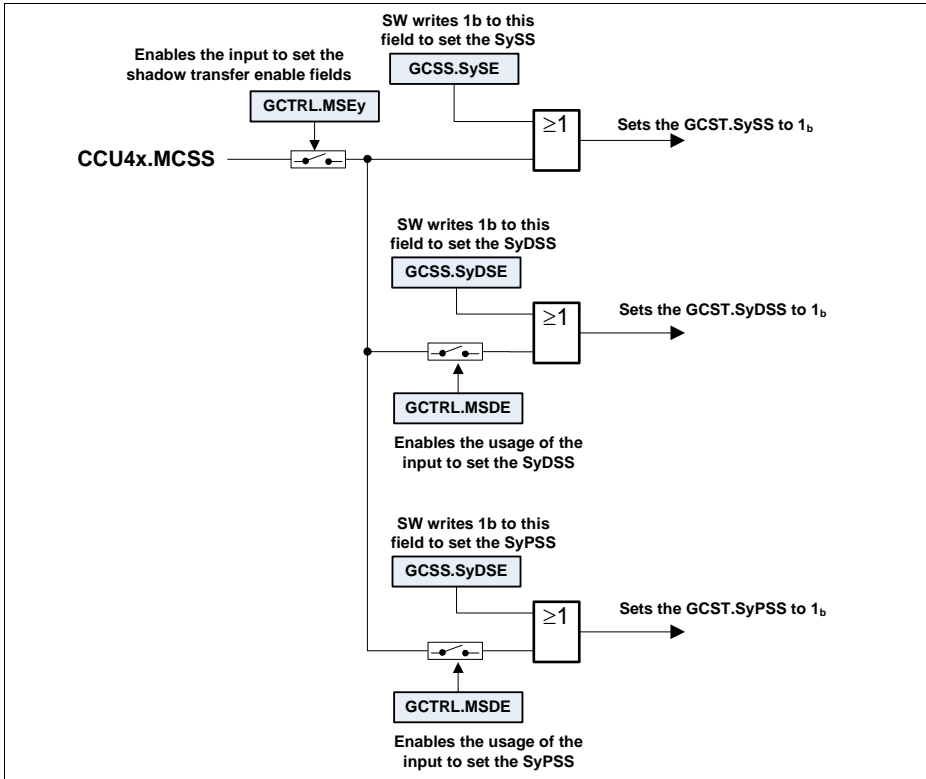 SW writes 1b to this
field to set the SySS
Enables the input to set the
shadow transfer enable fields
GCSS.SySE
GCTRL.MSEy
≥1
Sets the GCST.SySS to 1b
CCU4x.MCSS
SW writes 1b to this
field to set the SyDSS
GCSS.SyDSE
≥1
Sets the GCST.SyDSS to 1b
GCTRL.MSDE
Enables the usage of the
input to set the SyDSS
SW writes 1b to this
field to set the SyPSS
GCSS.SyDSE
≥1
Sets the GCST.SyPSS to 1b
GCTRL.MSDE
Enables the usage of the
input to set the SyPSS